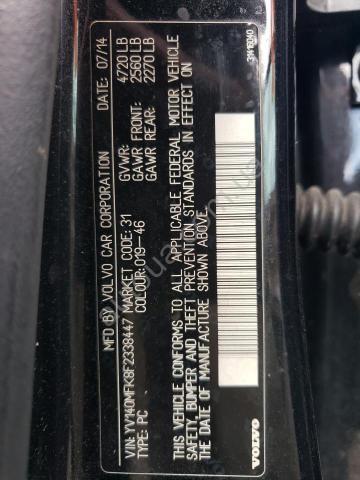 MFD BY: VOLVO CAR CORPORATION DATE: 07/14
GVWR: 4720 LB
GAWR FRONT: 2560 LB
GAWR REAR: 2270 LB
VIN: YV140MFK8F2338447 MARKET CODE: 31
TYPE: PC COLOUR:019-46
THIS VEHICLE CONFORMS TO ALL APPLICABLE FEDERAL MOTOR VEHICLE
SAFETY, BUMPER AND THEFT PREVENTION STANDARDS IN EFFECT ON
THE DATE OF MANUFACTURE SHOWN ABOVE.
VOLVO
31416040